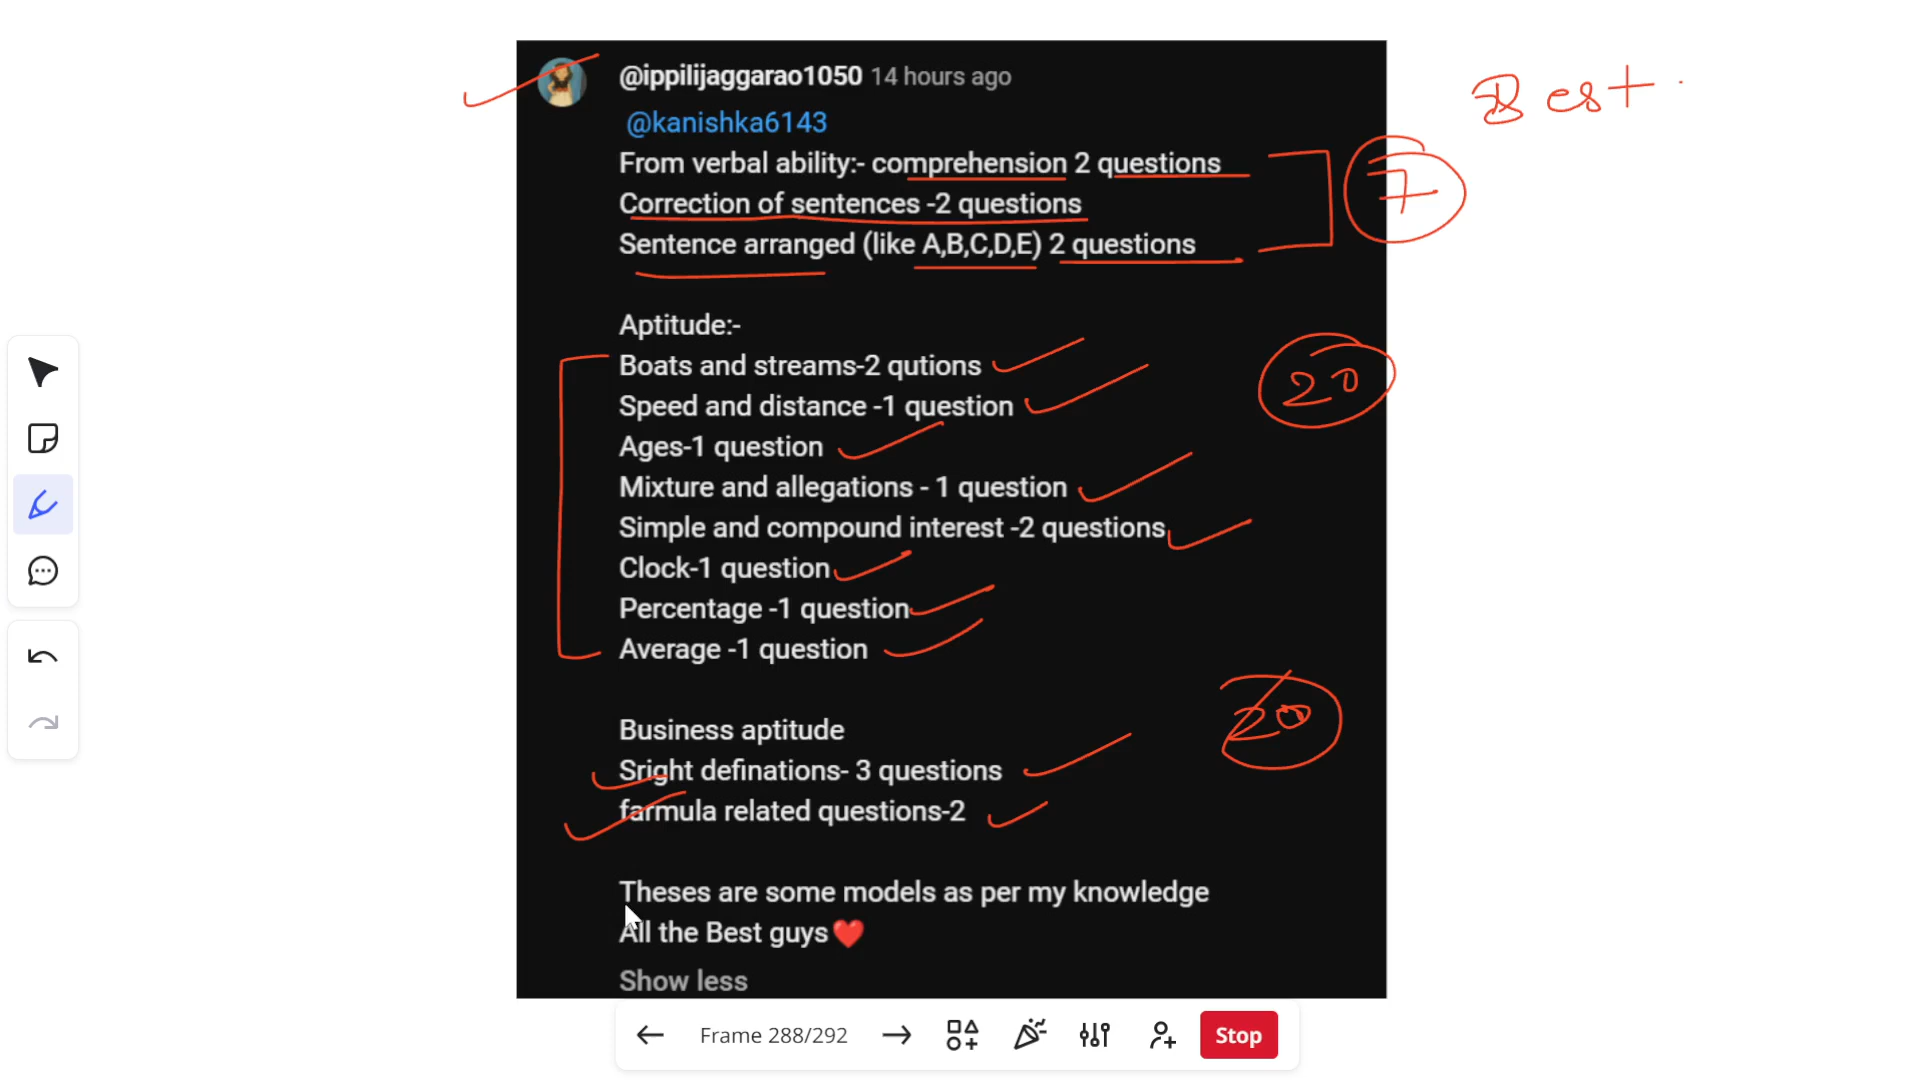 @ippilijaggarao1050 14 hours ago
Best.
@kanishka6143
From verbal ability:- comprehension 2 questions
7
Correction of sentences -2 questions
Sentence arranged (like A,B,C,D,E) 2 questions
Aptitude:-
Boats and streams-2 qutions
20
Speed and distance -1 question
Ages-1 question
Mixture and allegations - 1 question
Simple and compound interest -2 questions
Clock-1 question
Percentage -1 question
Average -1 question
Business aptitude
20
Sright definations- 3 questions
farmula related questions-2
Theses are some models as per my knowledge
All the Best guys❤️
Show less
Frame 288/292
Stop